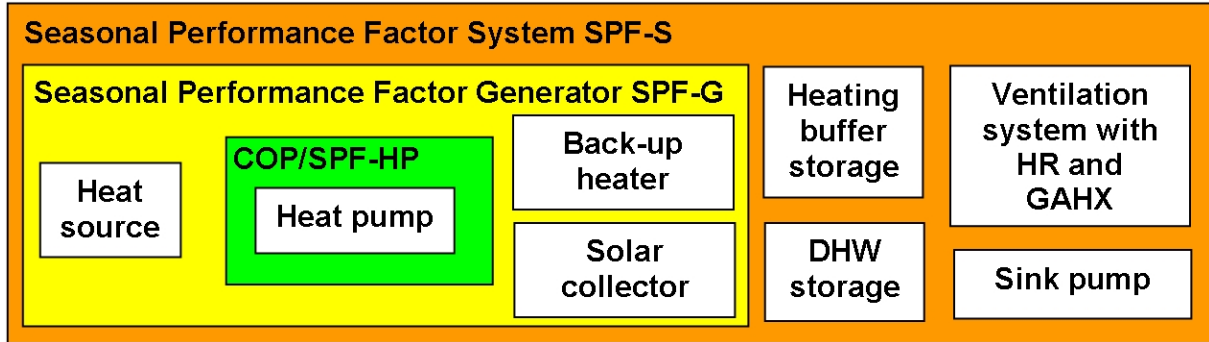 Seasonal Performance Factor System SPF-S
Seasonal Performance Factor Generator SPF-G
Heat
source
COP/SPF-HP
Heat pump
Back-up
heater
Solar
collector
Heating
buffer
storage
DHW
storage
Ventilation
system with
HR and
GAHX
Sink pump